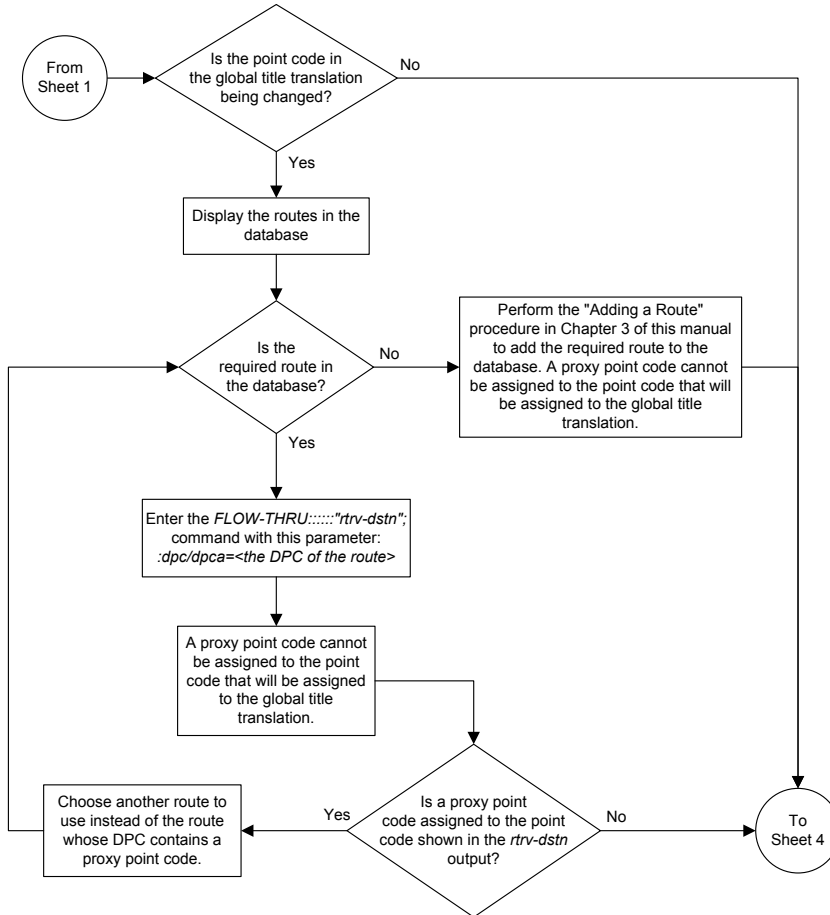 From
Sheet 1
Is the point code in
the global title translation
being changed?
No
Yes
Display the routes in the
database
Is the
required route in
the database?
No
Perform the "Adding a Route"
procedure in Chapter 3 of this manual
to add the required route to the
database. A proxy point code cannot
be assigned to the point code that will
be assigned to the global title
translation.
Yes
Enter the FLOW-THRU::::::"rtrv-dstn";
command with this parameter:
:dpc/dpca=<the DPC of the route>
A proxy point code cannot
be assigned to the point
code that will be assigned
to the global title
translation.
Is a proxy point
code assigned to the point
code shown in the rtrv-dstn
output?
Yes
Choose another route to
use instead of the route
whose DPC contains a
proxy point code.
No
To
Sheet 4